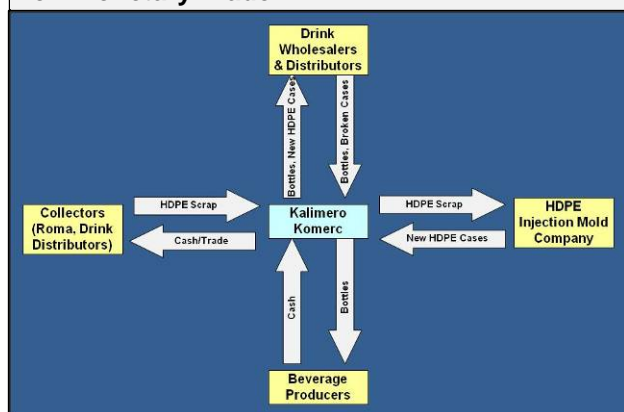 Drink
Wholesalers
& Distributors
Bottles, New HDPE Cases
Bottles, Broken Cases
Collectors
(Roma, Drink
Distributors)
HDPE Scrap
Cash/Trade
Kalimero
Komerc
HDPE Scrap
New HDPE Cases
HDPE
Injection Mold
Company
Cash
Bottles
Beverage
Producers